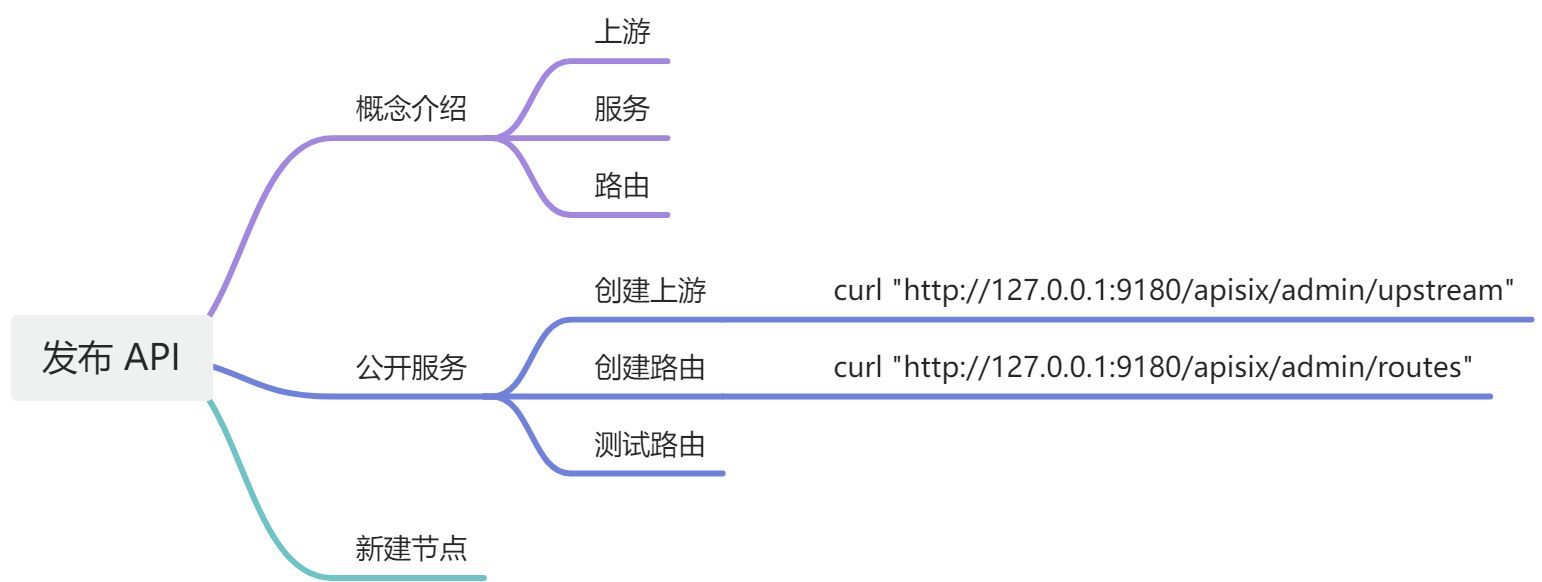 发布 API
概念介绍
上游
服务
路由
公开服务
创建上游
curl "http://127.0.0.1:9180/apisix/admin/upstream"
创建路由
curl "http://127.0.0.1:9180/apisix/admin/routes"
测试路由
新建节点